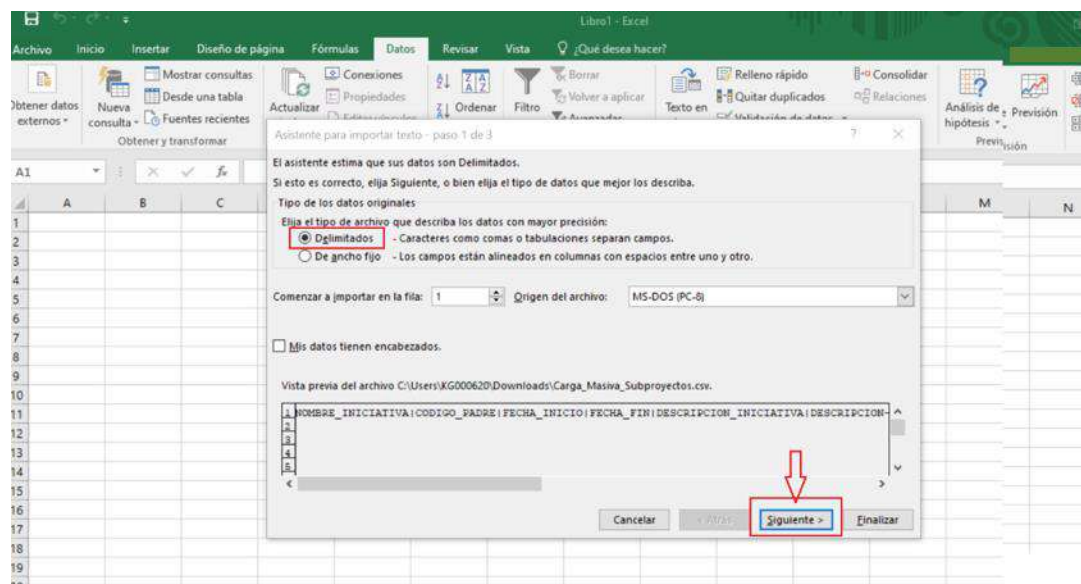 Libro1 - Excel
Archivo Inicio Insertar Diseño de página Fórmulas Datos Revisar Vista ¿Qué desea hacer?
Mostrar consultas Conexiones Borrar Relleno rápido Consolidar
Obtener datos externos Nueva consulta Desde una tabla Actualizar Propiedades Ordenar Filtro Volver a aplicar Texto en Quitar duplicados Relaciones Análisis de hipótesis Previsión
Fuentes recientes Editar vínculos Avanzadas Validación de datos
Obtener y transformar Previsión
Asistente para importar texto - paso 1 de 3 ? ×
A1 fx
El asistente estima que sus datos son Delimitados.
Si esto es correcto, elija Siguiente, o bien elija el tipo de datos que mejor los describa.
A B C M N
Tipo de los datos originales
Elija el tipo de archivo que describa los datos con mayor precisión:
Delimitados - Caracteres como comas o tabulaciones separan campos.
De ancho fijo - Los campos están alineados en columnas con espacios entre uno y otro.
Comenzar a importar en la fila: 1 Origen del archivo: MS-DOS (PC-8)
Mis datos tienen encabezados.
Vista previa del archivo C:\Users\KG000620\Downloads\Carga_Masiva_Subproyectos.csv.
1 NOMBRE_INICIATIVA|CODIGO_PADRE|FECHA_INICIO|FECHA_FIN|DESCRIPCION_INICIATIVA|DESCRIPCION-
2
3
4
5
Cancelar < Atrás Siguiente > Finalizar
1
2
3
4
5
6
7
8
9
10
11
12
13
14
15
16
17
18
19